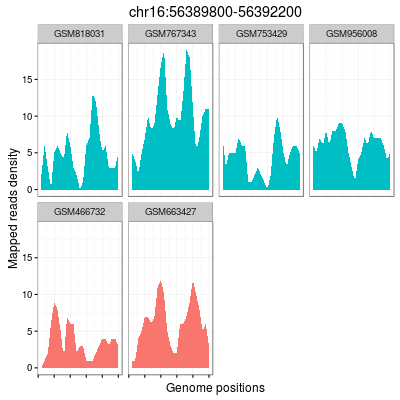 chr16:56389800-56392200
GSM818031 GSM767343 GSM753429 GSM956008
15
10
5
0
Mapped reads density
GSM466732 GSM663427
15
10
5
0
Genome positions